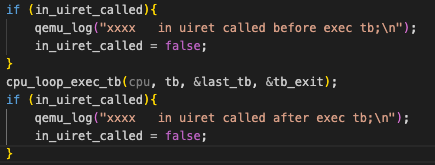 if (in_uiret_called){
qemu_log("xxxx   in uiret called before exec tb;\n");
in_uiret_called = false;
}
cpu_loop_exec_tb(cpu, tb, &last_tb, &tb_exit);
if (in_uiret_called){
qemu_log("xxxx   in uiret called after exec tb;\n");
in_uiret_called = false;
}